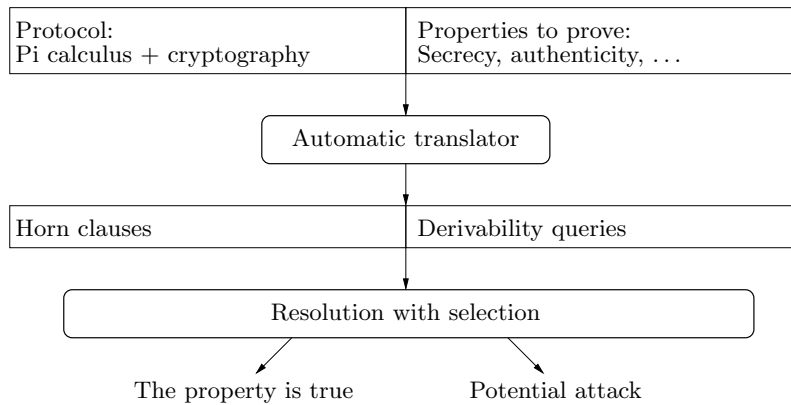 Protocol:
Pi calculus + cryptography
Properties to prove:
Secrecy, authenticity, . . .
Automatic translator
Horn clauses
Derivability queries
Resolution with selection
The property is true
Potential attack